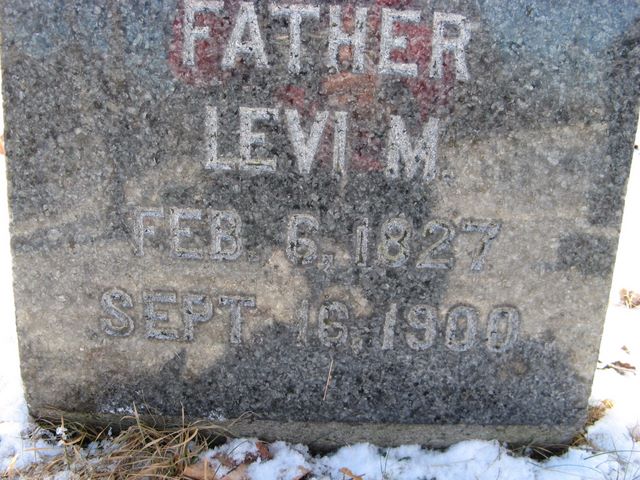 FATHER
LEVI M.
FEB. 6, 1827
SEPT. 16, 1900